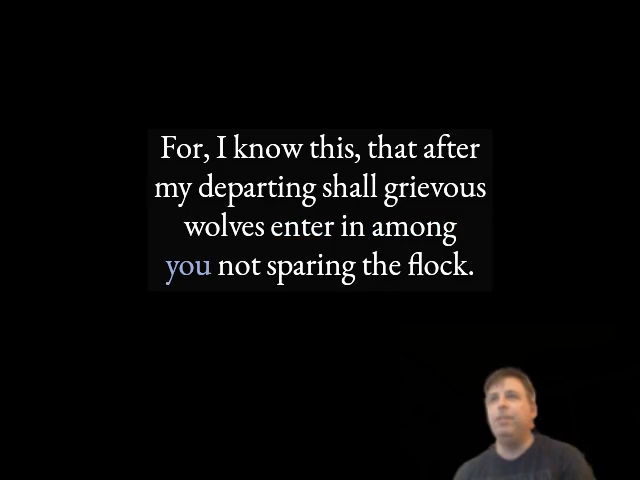 For, I know this, that after
my departing shall grievous
wolves enter in among
you not sparing the flock.